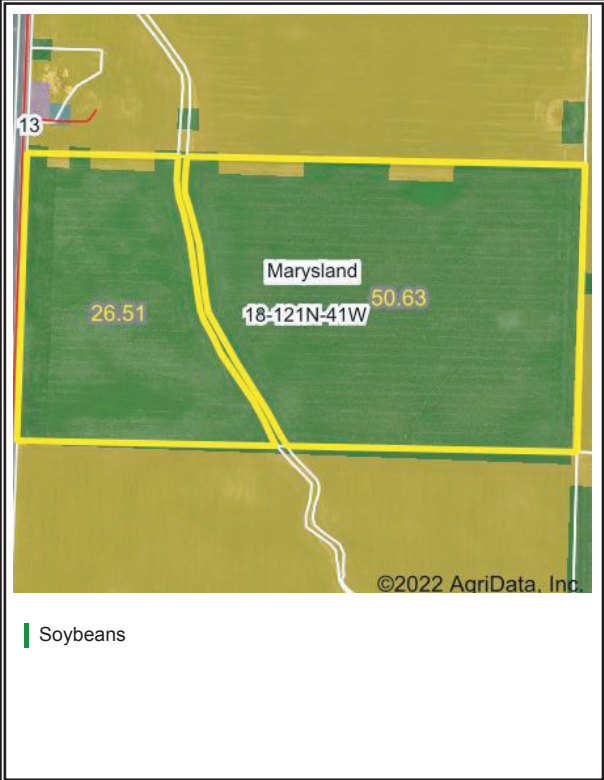 13
Marysland
26.51
50.63
18-121N-41W
©2022 AgriData, Inc.
Soybeans